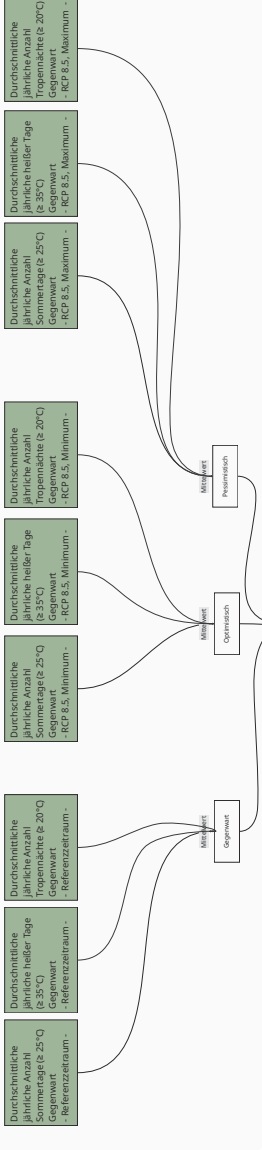 Durchschnittliche
jährliche Anzahl
Tropennächte (≥ 20°C)
Gegenwart
- RCP 8.5, Maximum -
Durchschnittliche
jährliche heißer Tage
(≥ 35°C)
Gegenwart
- RCP 8.5, Maximum -
Durchschnittliche
jährliche Anzahl
Sommertage (≥ 25°C)
Gegenwart
- RCP 8.5, Maximum -
Mittelwert
Pessimistisch
Durchschnittliche
jährliche Anzahl
Tropennächte (≥ 20°C)
Gegenwart
- RCP 8.5, Minimum -
Durchschnittliche
jährliche heißer Tage
(≥ 35°C)
Gegenwart
- RCP 8.5, Minimum -
Durchschnittliche
jährliche Anzahl
Sommertage (≥ 25°C)
Gegenwart
- RCP 8.5, Minimum -
Mittelwert
Optimistisch
Durchschnittliche
jährliche Anzahl
Tropennächte (≥ 20°C)
Gegenwart
- Referenzzeitraum -
Durchschnittliche
jährliche heißer Tage
(≥ 35°C)
Gegenwart
- Referenzzeitraum -
Durchschnittliche
jährliche Anzahl
Sommertage (≥ 25°C)
Gegenwart
- Referenzzeitraum -
Mittelwert
Gegenwart